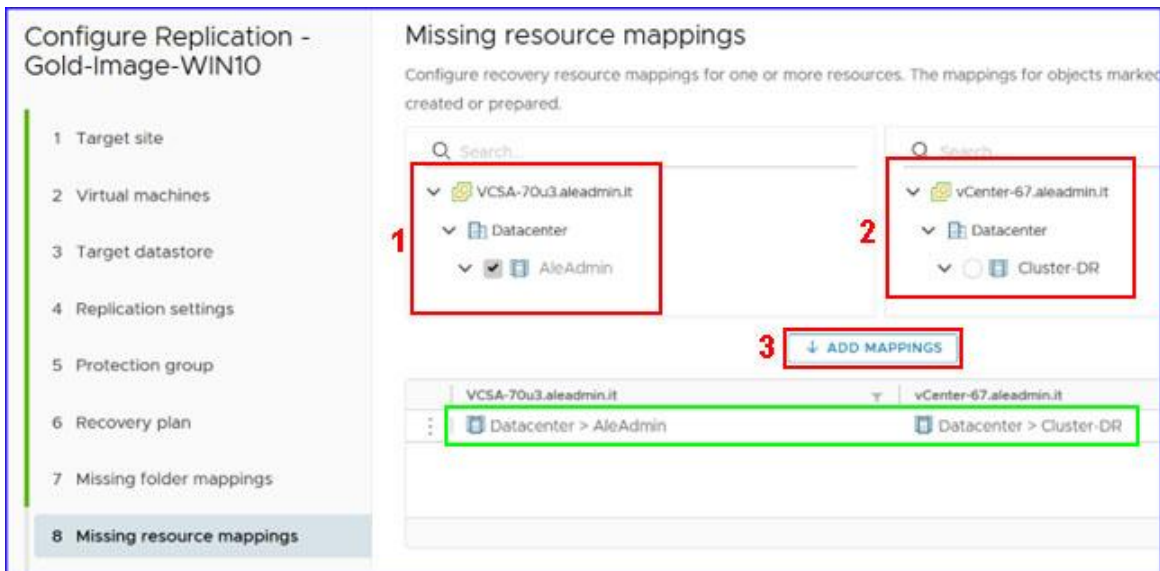 Configure Replication -
Gold-Image-WIN10
1 Target site
2 Virtual machines
3 Target datastore
4 Replication settings
5 Protection group
6 Recovery plan
7 Missing folder mappings
8 Missing resource mappings
Missing resource mappings
Configure recovery resource mappings for one or more resources. The mappings for objects marked
created or prepared.
Search...
VCSA-70u3.aleadmin.it
Datacenter
AleAdmin
1
Search...
vCenter-67.aleadmin.it
Datacenter
Cluster-DR
2
3
ADD MAPPINGS
VCSA-70u3.aleadmin.it vCenter-67.aleadmin.it
Datacenter > AleAdmin Datacenter > Cluster-DR